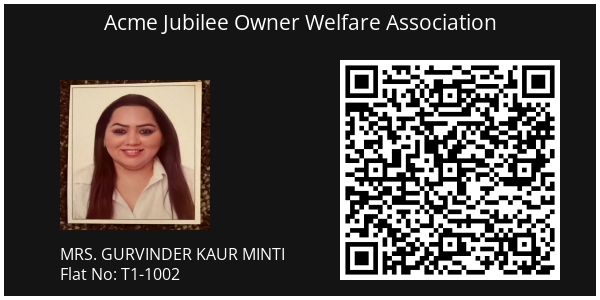 Acme Jubilee Owner Welfare Association
MRS. GURVINDER KAUR MINTI
Flat No: T1-1002